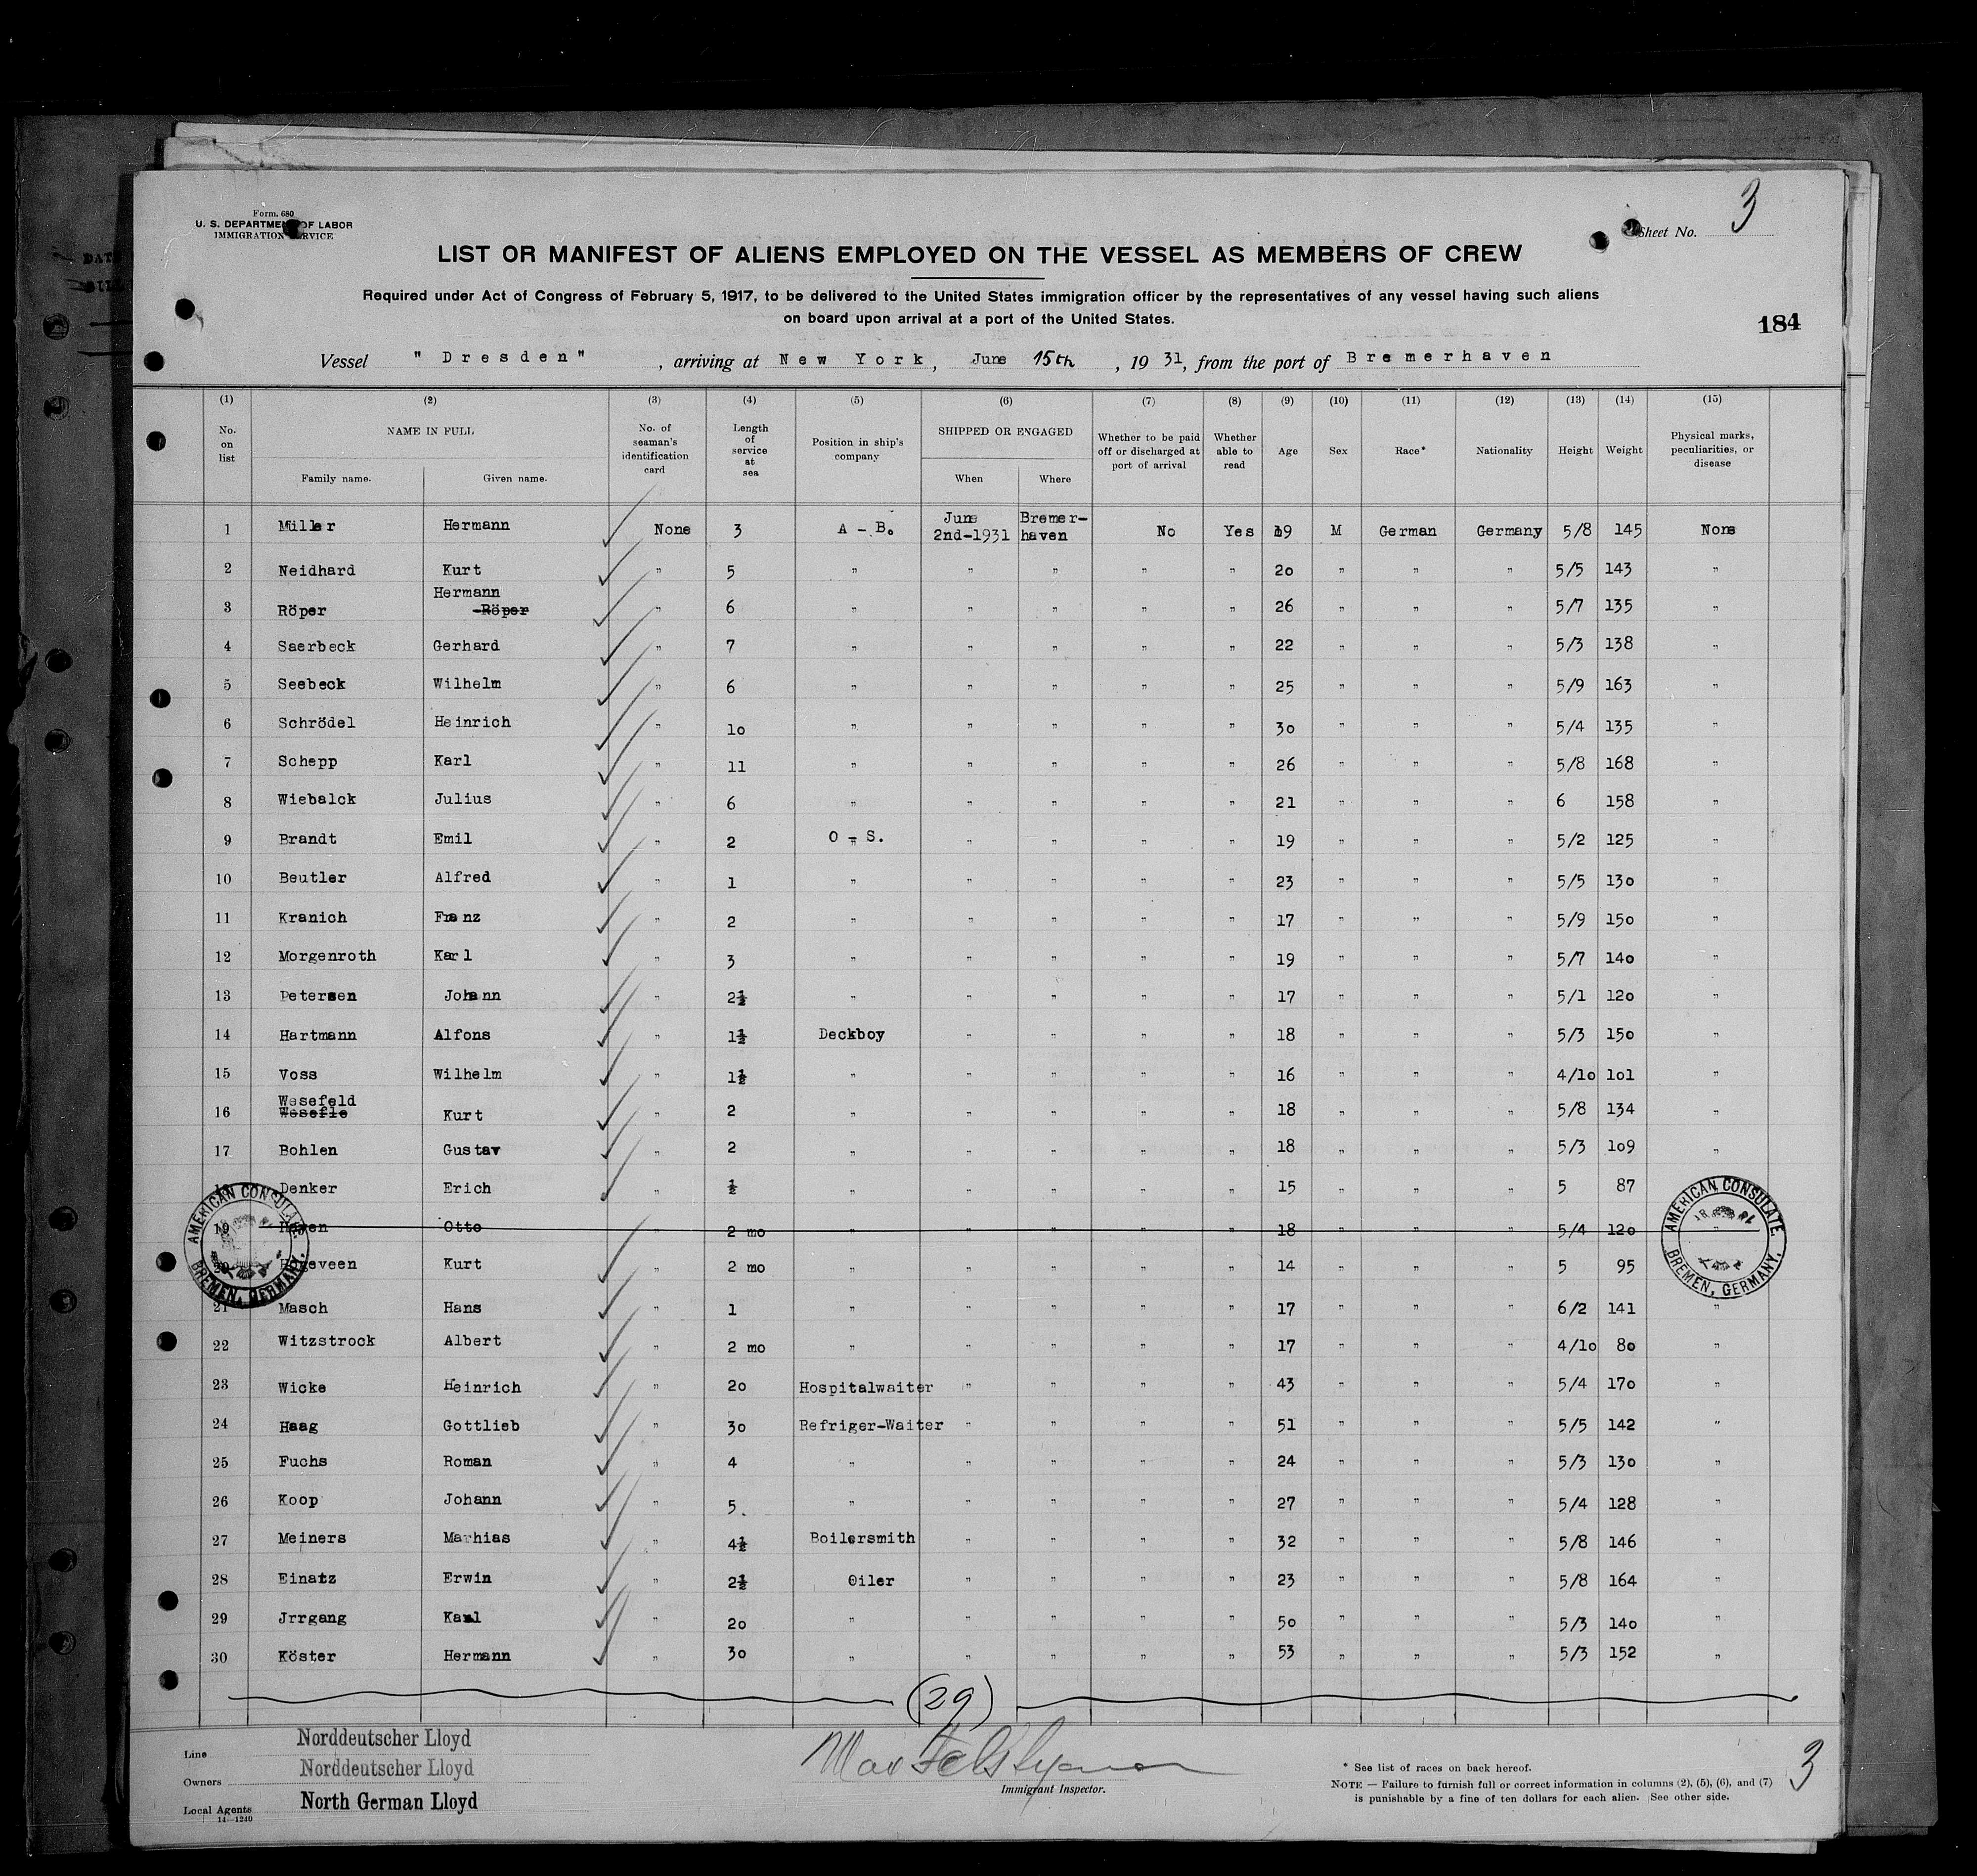 Form. 680
U. S. DEPARTMENT OF LABOR
IMMIGRATION SERVICE
Sheet No. 3
LIST OR MANIFEST OF ALIENS EMPLOYED ON THE VESSEL AS MEMBERS OF CREW
Required under Act of Congress of February 5, 1917, to be delivered to the United States immigration officer by the representatives of any vessel having such aliens
on board upon arrival at a port of the United States.
184
Vessel "Dresden", arriving at New York, June 15th, 1931, from the port of Bremerhaven
(1) (2) (3) (4) (5) (6) (7) (8) (9) (10) (11) (12) (13) (14) (15)
No. on list NAME IN FULL Family name. Given name. No. of seaman's identification card Length of service at sea Position in ship's company SHIPPED OR ENGAGED When Where Whether to be paid off or discharged at port of arrival Whether able to read Age Sex Race* Nationality Height Weight Physical marks, peculiarities, or disease
1 Müller Hermann None 3 A - B. June 2nd-1931 Bremer-haven No Yes 19 M German Germany 5/8 145 None
2 Neidhard Kurt " 5 " " " " " 20 " " " 5/5 143 "
3 Röper Hermann Röper " 6 " " " " " 26 " " " 5/7 135 "
4 Saerbeck Gerhard " 7 " " " " " 22 " " " 5/3 138 "
5 Seebeck Wilhelm " 6 " " " " " 25 " " " 5/9 163 "
6 Schrödel Heinrich " 10 " " " " " 30 " " " 5/4 135 "
7 Schepp Karl " 11 " " " " " 26 " " " 5/8 168 "
8 Wiebalck Julius " 6 " " " " " 21 " " " 6 158 "
9 Brandt Emil " 2 O - S. " " " " 19 " " " 5/2 125 "
10 Beutler Alfred " 1 " " " " " 23 " " " 5/5 130 "
11 Kranich Franz " 2 " " " " " 17 " " " 5/9 150 "
12 Morgenroth Karl " 3 " " " " " 19 " " " 5/7 140 "
13 Petersen Johann " 2½ " " " " " 17 " " " 5/1 120 "
14 Hartmann Alfons " 1½ Deckboy " " " " 18 " " " 5/3 150 "
15 Voss Wilhelm " 1½ " " " " " 16 " " " 4/10 101 "
16 Wesefeld Wesefle Kurt " 2 " " " " " 18 " " " 5/8 134 "
17 Bohlen Gustav " 2 " " " " " 18 " " " 5/3 109 "
18 Denker Erich " ½ " " " " " 15 " " " 5 87 "
19 Otto " 2 mo " " " " " 18 " " " 5/4 120 "
20 Kurt " 2 mo " " " " " 14 " " " 5 95
21 Masch Hans " 1 " " " " " 17 " " " 6/2 141 "
22 Witzstrock Albert " 2 mo " " " " " 17 " " " 4/10 80 "
23 Wicke Heinrich " 20 Hospitalwaiter " " " " 43 " " " 5/4 170 "
24 Haag Gottlieb " 30 Refriger-Waiter " " " " 51 " " " 5/5 142 "
25 Fuchs Roman " 4 " " " " " 24 " " " 5/3 130 "
26 Koop Johann " 5. " " " " " 27 " " " 5/4 128 "
27 Meiners Marhias " 4½ Boilersmith " " " " 32 " " " 5/8 146 "
28 Einatz Erwin " 2½ Oiler " " " " 23 " " " 5/8 164 "
29 Jrrgang Karl " 20 " " " " " 50 " " " 5/3 140 "
30 Köster Hermann " 30 " " " " " 53 " " " 5/3 152 "
AMERICAN CONSULATE. BREMEN, GERMANY.
AMERICAN CONSULATE. BREMEN, GERMANY.
(29)
Line Norddeutscher Lloyd
Owners Norddeutscher Lloyd
Local Agents North German Lloyd
14—1240
Immigrant Inspector.
* See list of races on back hereof.
NOTE — Failure to furnish full or correct information in columns (2), (5), (6), and (7)
is punishable by a fine of ten dollars for each alien. See other side.
3